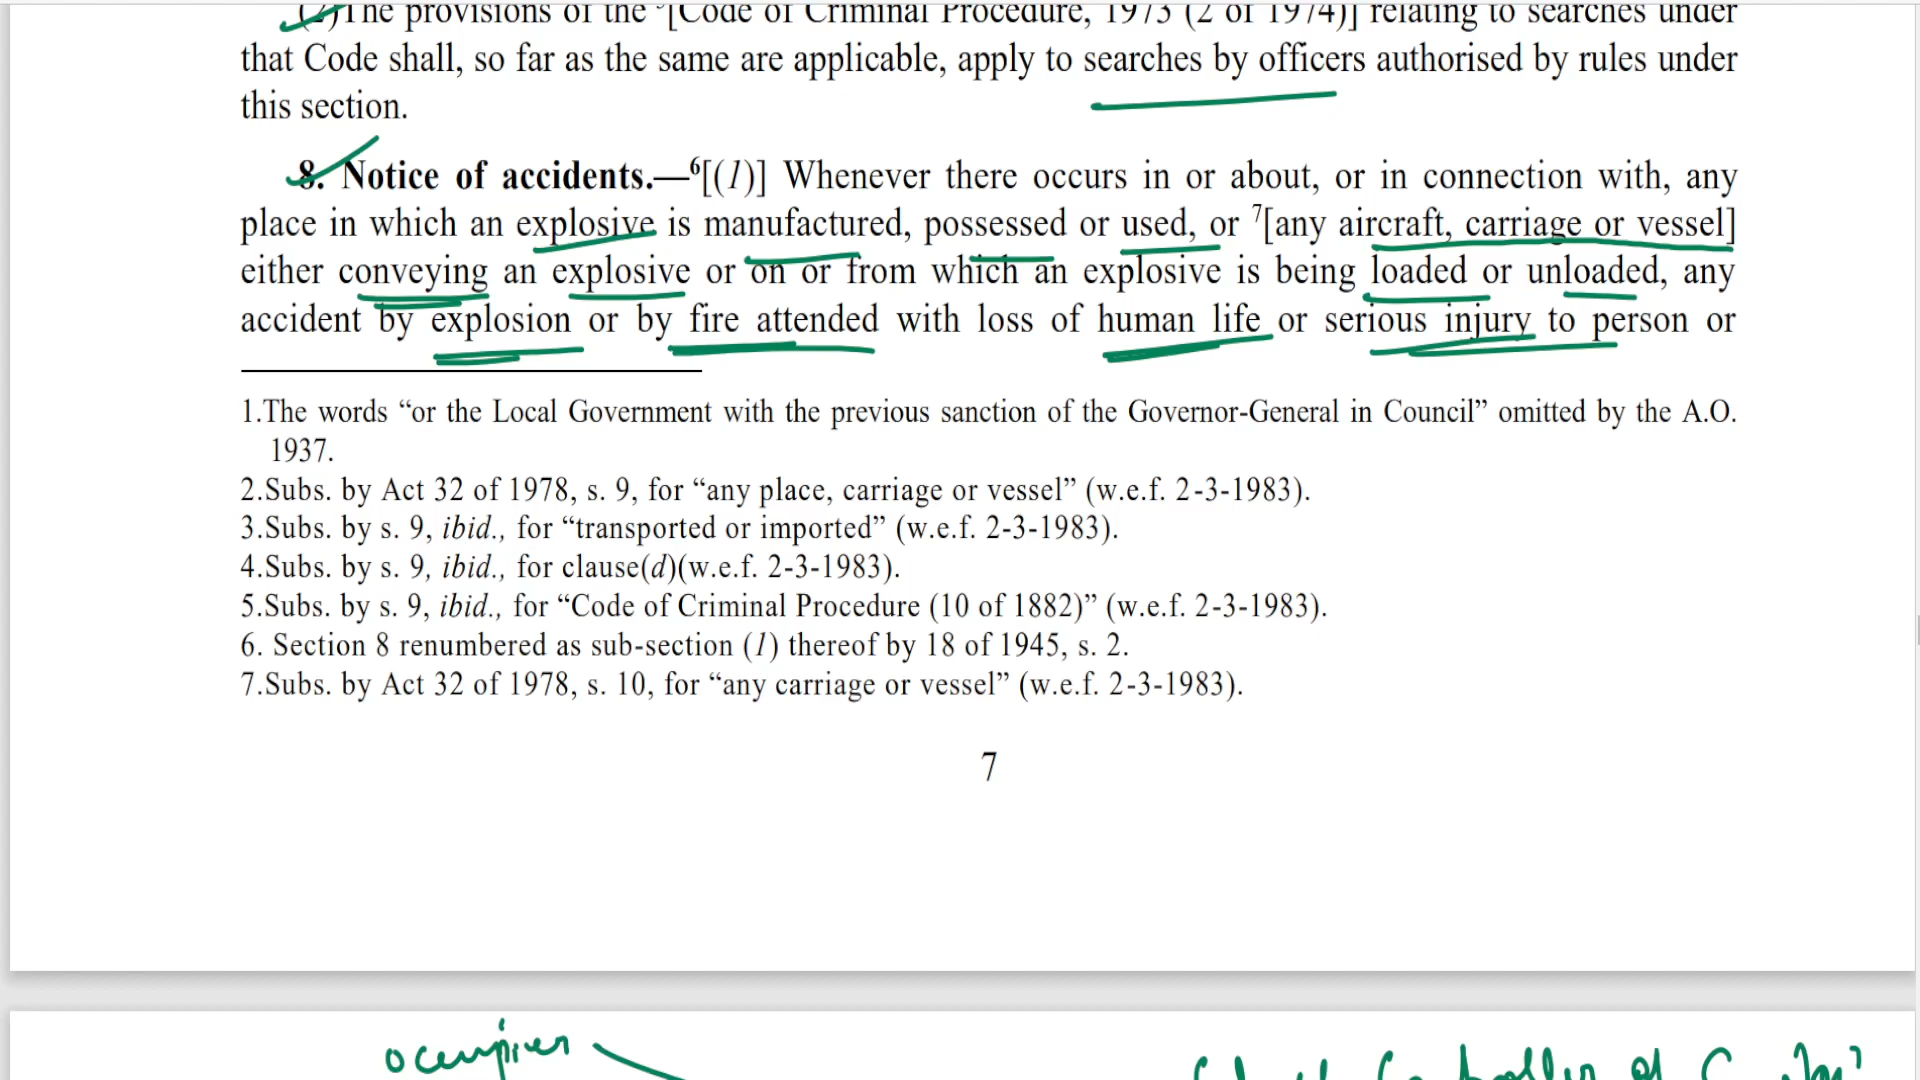 (2) The provisions of the 5[Code of Criminal Procedure, 1973 (2 of 1974)] relating to searches under
that Code shall, so far as the same are applicable, apply to searches by officers authorised by rules under
this section.
8. Notice of accidents.—6[(1)] Whenever there occurs in or about, or in connection with, any
place in which an explosive is manufactured, possessed or used, or 7[any aircraft, carriage or vessel]
either conveying an explosive or on or from which an explosive is being loaded or unloaded, any
accident by explosion or by fire attended with loss of human life or serious injury to person or
1.The words “or the Local Government with the previous sanction of the Governor-General in Council” omitted by the A.O.
1937.
2.Subs. by Act 32 of 1978, s. 9, for “any place, carriage or vessel” (w.e.f. 2-3-1983).
3.Subs. by s. 9, ibid., for “transported or imported” (w.e.f. 2-3-1983).
4.Subs. by s. 9, ibid., for clause(d)(w.e.f. 2-3-1983).
5.Subs. by s. 9, ibid., for “Code of Criminal Procedure (10 of 1882)” (w.e.f. 2-3-1983).
6. Section 8 renumbered as sub-section (1) thereof by 18 of 1945, s. 2.
7.Subs. by Act 32 of 1978, s. 10, for “any carriage or vessel” (w.e.f. 2-3-1983).
7
occupier
of